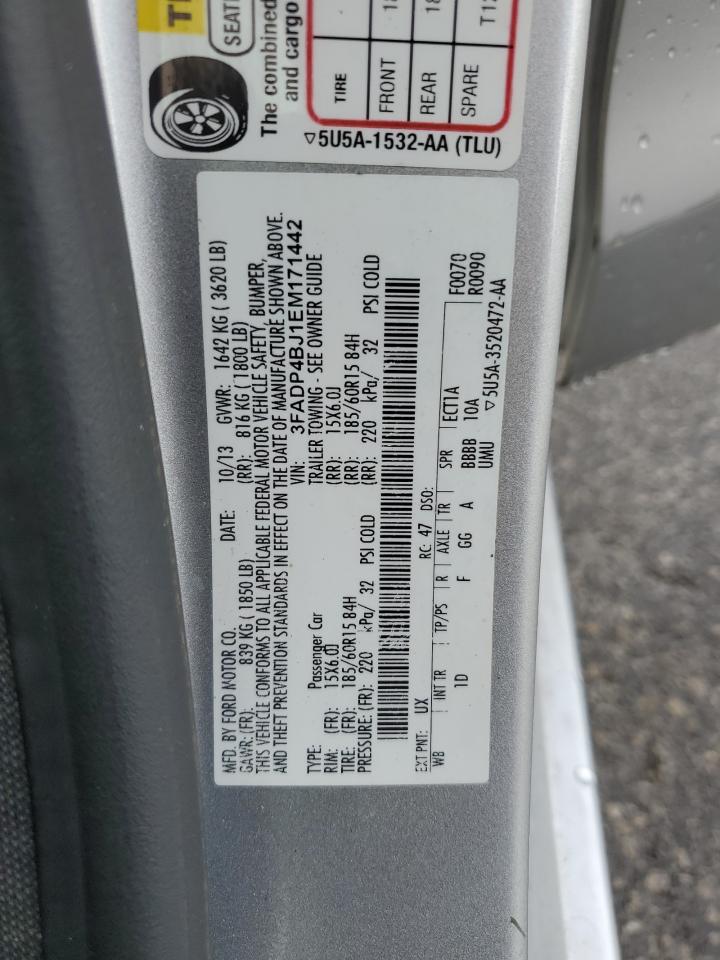 SEATI
The combined
and cargo
TIRE
FRONT
REAR
SPARE
5U5A-1532-AA (TLU)
MFD. BY FORD MOTOR CO.
DATE: 10/13 GVWR: 1642 KG ( 3620 LB)
GAWR: (FR): 839 KG ( 1850 LB) (RR): 816 KG ( 1800 LB)
THIS VEHICLE CONFORMS TO ALL APPLICABLE FEDERAL MOTOR VEHICLE SAFETY, BUMPER,
AND THEFT PREVENTION STANDARDS IN EFFECT ON THE DATE OF MANUFACTURE SHOWN ABOVE.
VIN: 3FADP4BJ1EM171442
TYPE: Passenger Car TRAILER TOWING - SEE OWNER GUIDE
RIM: (FR): 15X6.0J (RR): 15X6.0J
TIRE: (FR): 185/60R15 84H (RR): 185/60R15 84H
PRESSURE: (FR): 220 kPa/ 32 PSI COLD (RR): 220 kPa/ 32 PSI COLD
EXT PNT: UX RC: 47 DSO: F0070
WB INT TR TP/PS R AXLE TR SPR ECT1A R0090
1D F GG A BBBB 10A
UMU 5U5A-3520472-AA